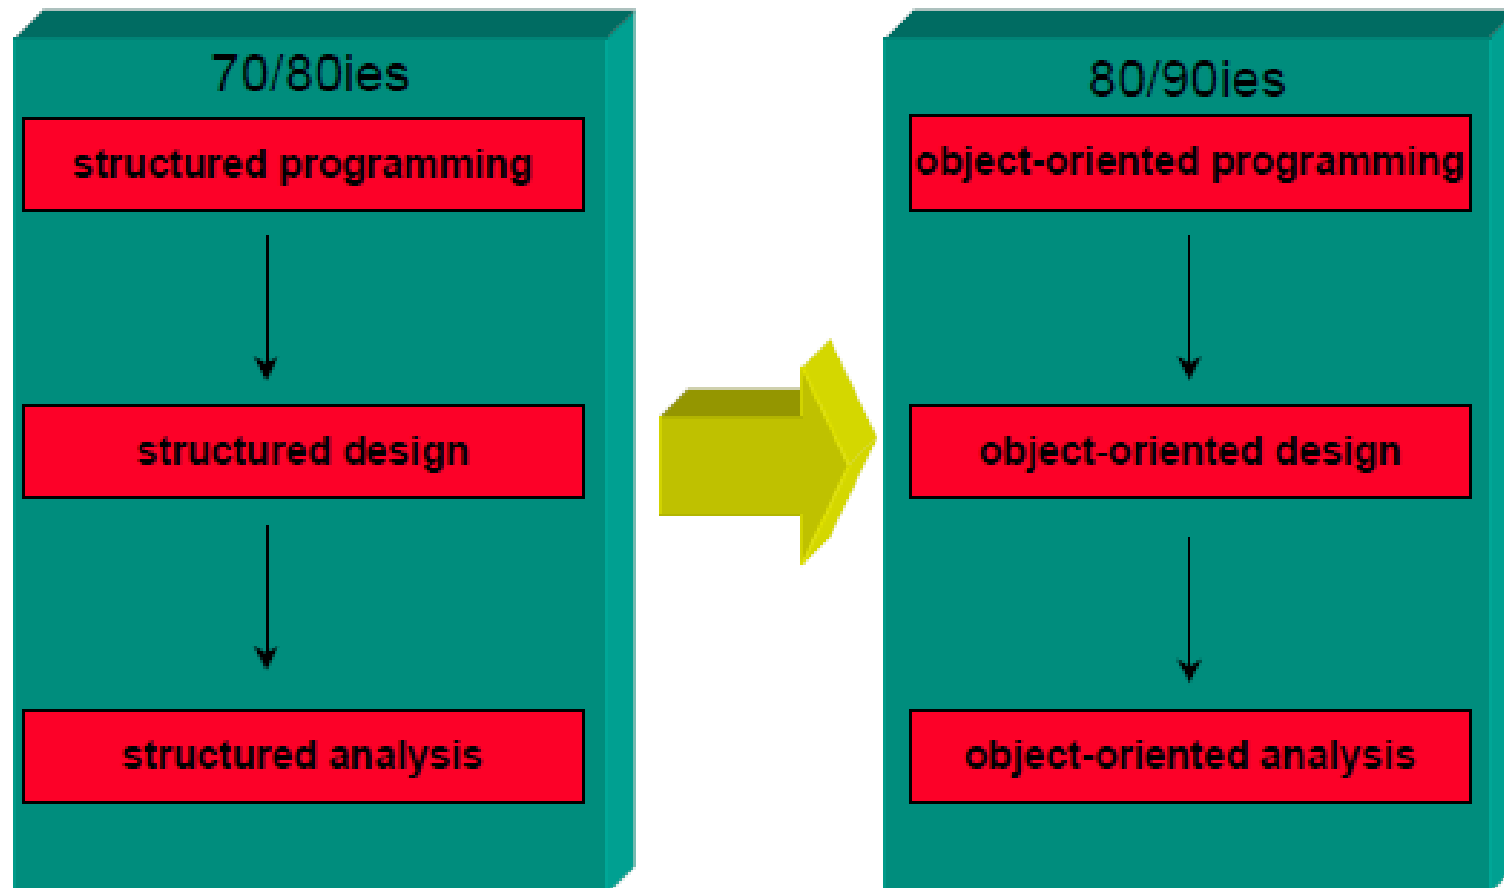 70/80ies
structured programming
structured design
structured analysis
80/90ies
object-oriented programming
object-oriented design
object-oriented analysis